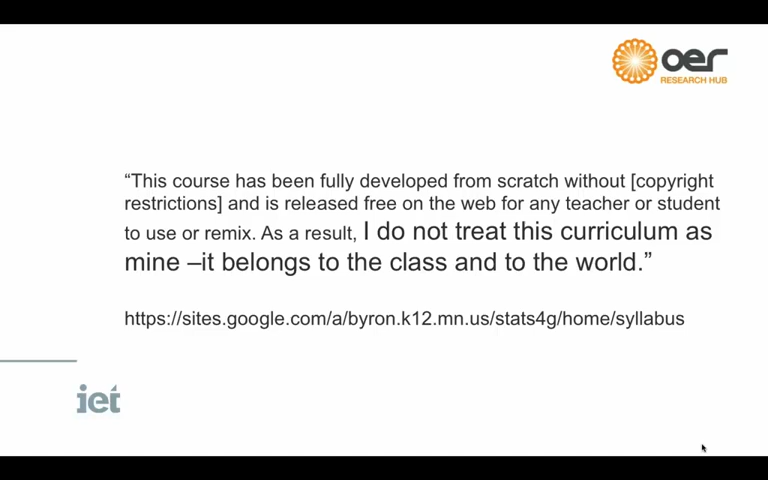 oer
RESEARCH HUB
“This course has been fully developed from scratch without [copyright
restrictions] and is released free on the web for any teacher or student
to use or remix. As a result, I do not treat this curriculum as
mine –it belongs to the class and to the world.”
https://sites.google.com/a/byron.k12.mn.us/stats4g/home/syllabus
iet